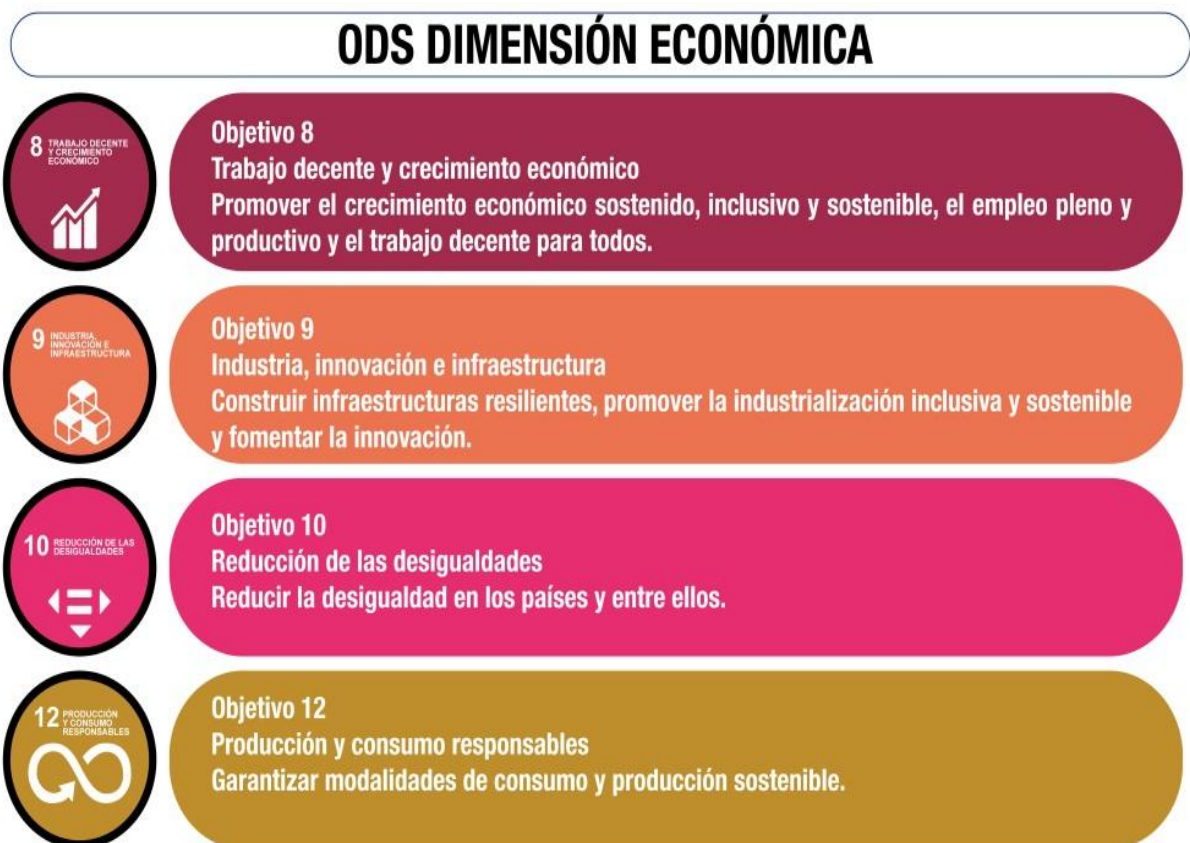 ODS DIMENSIÓN ECONÓMICA
8 TRABAJO DECENTE
Y CRECIMIENTO
ECONÓMICO
Objetivo 8
Trabajo decente y crecimiento económico
Promover el crecimiento económico sostenido, inclusivo y sostenible, el empleo pleno y
productivo y el trabajo decente para todos.
9 INDUSTRIA,
INNOVACIÓN E
INFRAESTRUCTURA
Objetivo 9
Industria, innovación e infraestructura
Construir infraestructuras resilientes, promover la industrialización inclusiva y sostenible
y fomentar la innovación.
10 REDUCCIÓN DE LAS
DESIGUALDADES
Objetivo 10
Reducción de las desigualdades
Reducir la desigualdad en los países y entre ellos.
12 PRODUCCIÓN
Y CONSUMO
RESPONSABLES
Objetivo 12
Producción y consumo responsables
Garantizar modalidades de consumo y producción sostenible.